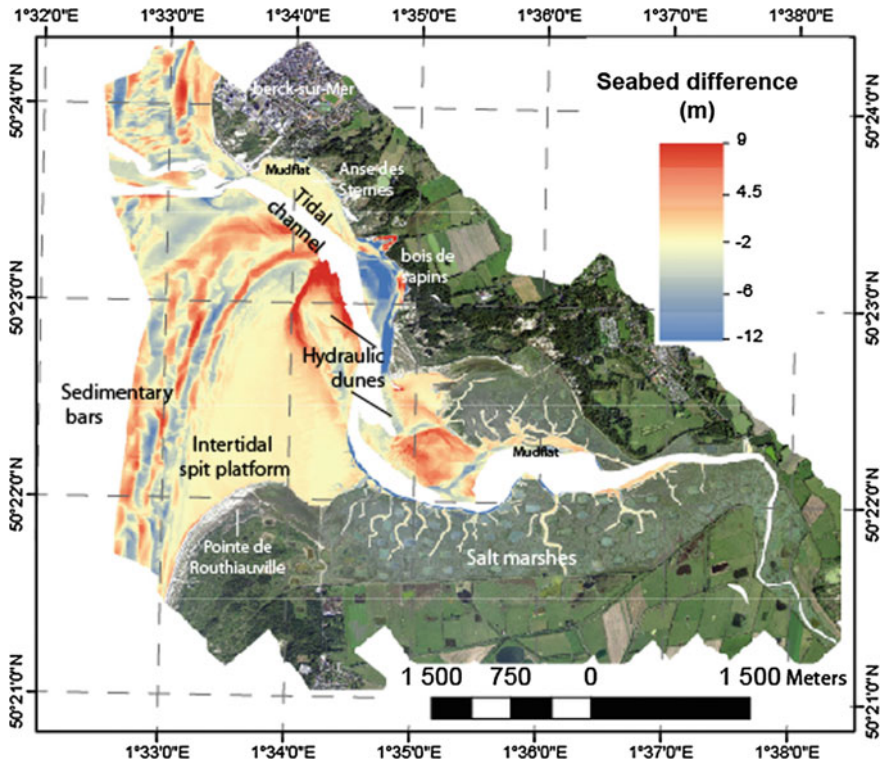 1°32'0"E 1°33'0"E 1°34'0"E 1°35'0"E 1°36'0"E 1°37'0"E 1°38'0"E
50°24'0"N
50°23'0"N
50°22'0"N
50°21'0"N
50°24'0"N
50°23'0"N
50°22'0"N
50°21'0"N
berck-sur-Mer
Seabed difference
(m)
9
4.5
-2
-6
-12
Mudflat
Anse des
Sternes
Tidal
channel
bois de
sapins
Hydraulic
dunes
Sedimentary
bars
Intertidal
spit platform
Mudflat
Pointe de
Routhiauville
Salt marshes
1 500 750 0 1 500 Meters
1°33'0"E 1°34'0"E 1°35'0"E 1°36'0"E 1°37'0"E 1°38'0"E